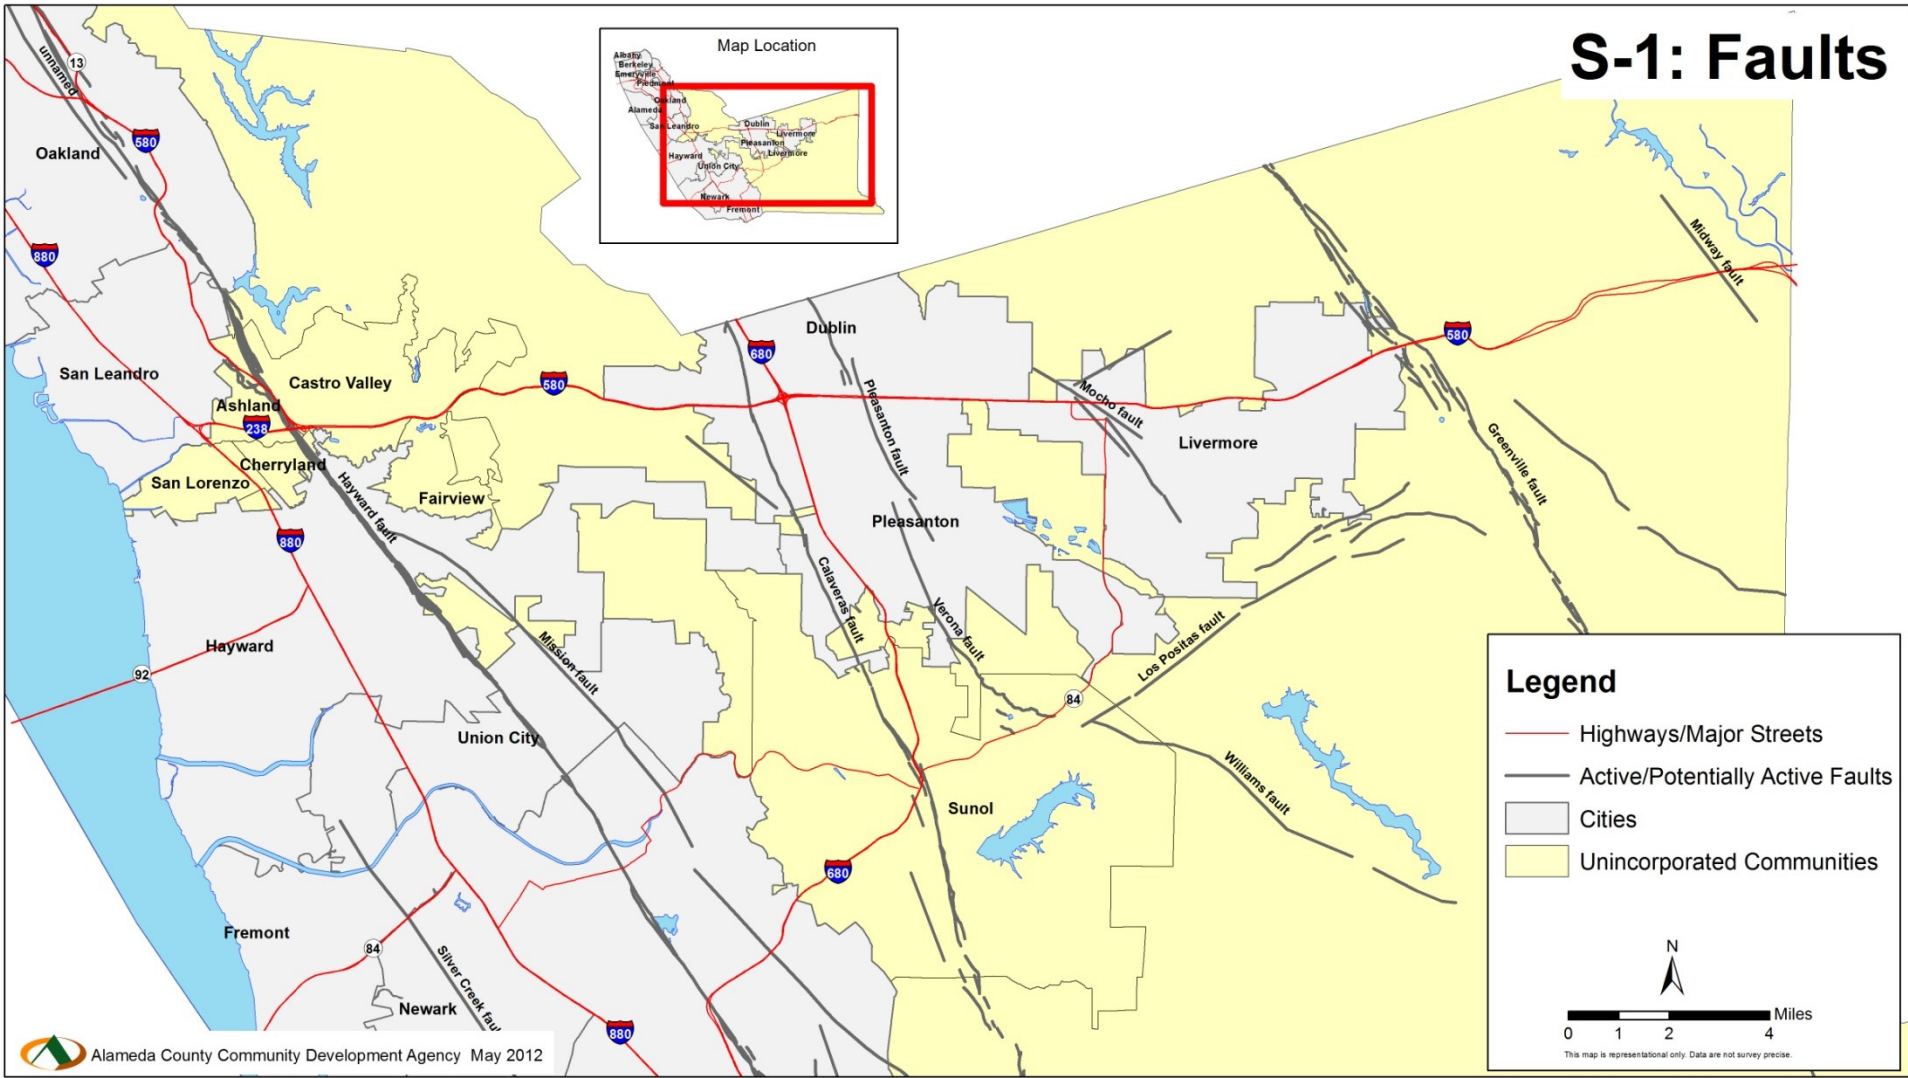 S-1: Faults
Map Location
Albany
Berkeley
Emeryville
Piedmont
Oakland
Alameda
San Leandro
Dublin
Livermore
Pleasanton
Livermore
Hayward
Union City
Newark
Fremont
unnamed
13
580
Oakland
880
Midway fault
San Leandro
Castro Valley
Ashland
238
580
680
Dublin
580
Pleasanton fault
Mocho fault
Livermore
Greenville fault
Cherryland
San Lorenzo
Hayward fault
Fairview
880
Pleasanton
Calaveras fault
Verona fault
Los Positas fault
Hayward
92
Mission fault
84
Union City
Williams fault
Sunol
680
Fremont
84
Silver Creek faul
Newark
880
Legend
Highways/Major Streets
Active/Potentially Active Faults
Cities
Unincorporated Communities
N
Miles
0 1 2 4
This map is representational only. Data are not survey precise.
Alameda County Community Development Agency May 2012